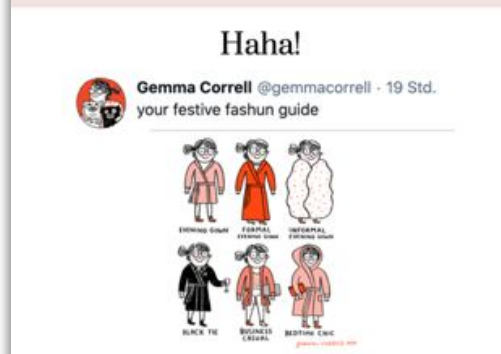 Haha!
Gemma Correll @gemmacorrell · 19 Std.
your festive fashun guide
EVENING GOWN
FORMAL
EVENING GOWN
INFORMAL
EVENING GOWN
BLACK TIE
BUSINESS
CASUAL
BEDTIME CHIC